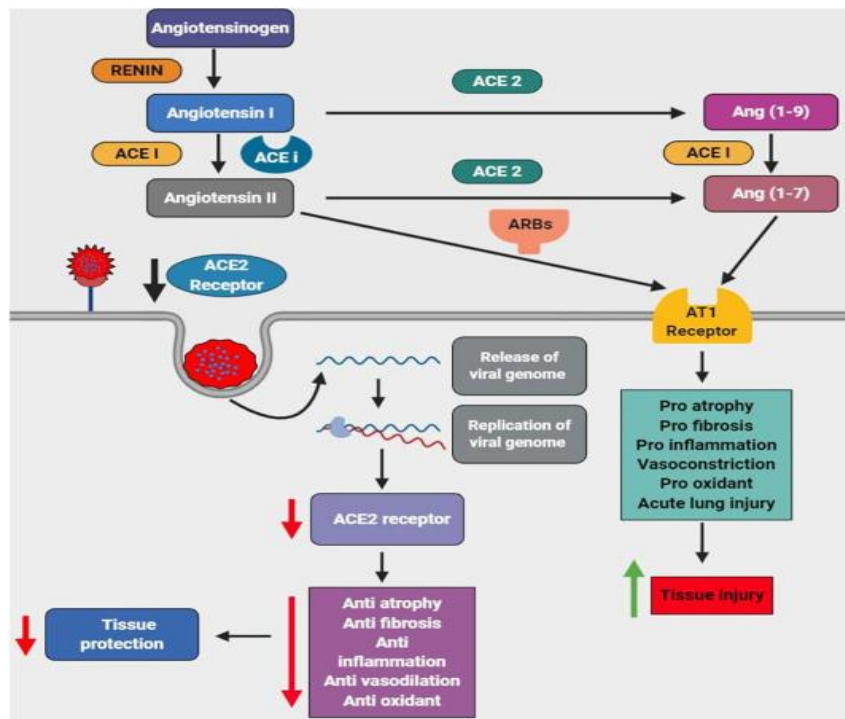 Angiotensinogen
RENIN
ACE 2
Angiotensin I
Ang (1-9)
ACE I
ACE i
ACE I
ACE 2
Angiotensin II
Ang (1-7)
ARBs
ACE2
Receptor
AT1
Receptor
Release of
viral genome
Replication of
viral genome
Pro atrophy
Pro fibrosis
Pro inflammation
Vasoconstriction
Pro oxidant
Acute lung injury
ACE2 receptor
Tissue injury
Anti atrophy
Anti fibrosis
Anti
inflammation
Anti vasodilation
Anti oxidant
Tissue
protection